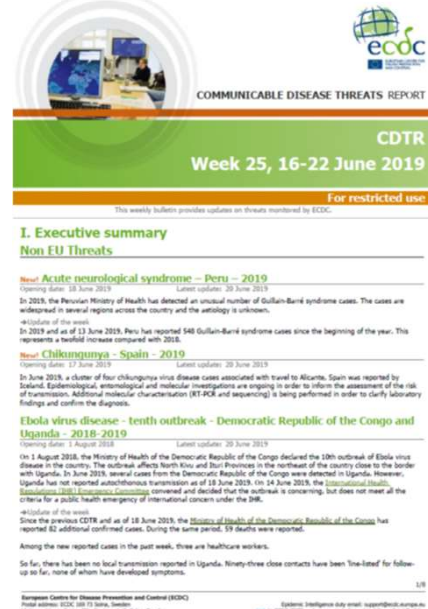 ecdc
EUROPEAN CENTRE FOR
DISEASE PREVENTION
AND CONTROL
COMMUNICABLE DISEASE THREATS REPORT
CDTR
Week 25, 16-22 June 2019
For restricted use
This weekly bulletin provides updates on threats monitored by ECDC.
I. Executive summary
Non EU Threats
New! Acute neurological syndrome – Peru – 2019
Opening date: 18 June 2019 Latest update: 20 June 2019
In 2019, the Peruvian Ministry of Health has detected an unusual number of Guillain-Barré syndrome cases. The cases are
widespread in several regions across the country and the aetiology is unknown.
→Update of the week
In 2019 and as of 13 June 2019, Peru has reported 548 Guillain-Barré syndrome cases since the beginning of the year. This
represents a twofold increase compared with 2018.
New! Chikungunya - Spain - 2019
Opening date: 17 June 2019 Latest update: 20 June 2019
In June 2019, a cluster of four chikungunya virus disease cases associated with travel to Alicante, Spain was reported by
Iceland. Epidemiological, entomological and molecular investigations are ongoing in order to inform the assessment of the risk
of transmission. Additional molecular characterisation (RT-PCR and sequencing) is being performed in order to clarify laboratory
findings and confirm the diagnosis.
Ebola virus disease - tenth outbreak - Democratic Republic of the Congo and
Uganda - 2018-2019
Opening date: 1 August 2018 Latest update: 20 June 2019
On 1 August 2018, the Ministry of Health of the Democratic Republic of the Congo declared the 10th outbreak of Ebola virus
disease in the country. The outbreak affects North Kivu and Ituri Provinces in the northeast of the country close to the border
with Uganda. In June 2019, several cases from the Democratic Republic of the Congo were detected in Uganda. However,
Uganda has not reported autochthonous transmission as of 18 June 2019. On 14 June 2019, the International Health
Regulations (IHR) Emergency Committee convened and decided that the outbreak is concerning, but does not meet all the
criteria for a public health emergency of international concern under the IHR.
→Update of the week
Since the previous CDTR and as of 18 June 2019, the Ministry of Health of the Democratic Republic of the Congo has
reported 82 additional confirmed cases. During the same period, 59 deaths were reported.
Among the new reported cases in the past week, three are healthcare workers.
So far, there has been no local transmission reported in Uganda. Ninety-three close contacts have been 'line-listed' for follow-
up so far, none of whom have developed symptoms.
1/8
European Centre for Disease Prevention and Control (ECDC)
Postal address: ECDC 169 73 Solna, Sweden
Epidemic Intelligence duty email: support@ecdc.europa.eu